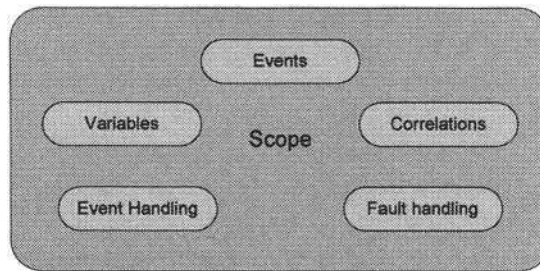 Events
Variables
Correlations
Scope
Event Handling
Fault handling